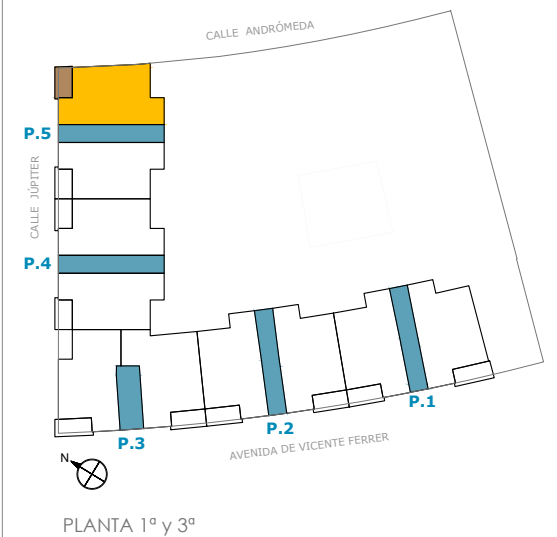 CALLE ANDRÓMEDA
P.5
CALLE JÚPITER
P.4
P.3
P.2
P.1
AVENIDA DE VICENTE FERRER
N
PLANTA 1ª y 3ª